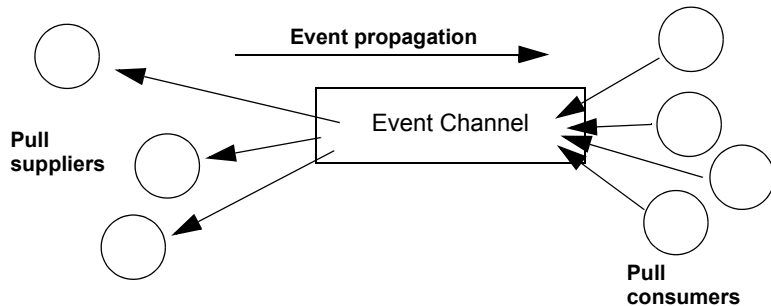 Event propagation
Event Channel
Pull
suppliers
Pull
consumers